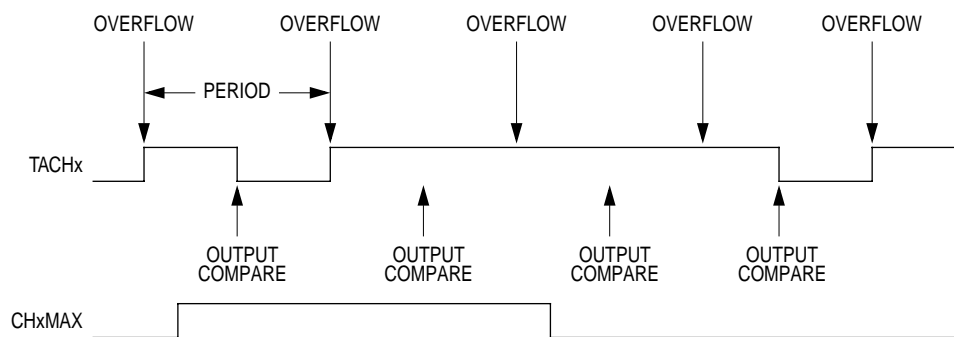 OVERFLOW OVERFLOW OVERFLOW OVERFLOW OVERFLOW
PERIOD
TACHx
OUTPUT OUTPUT OUTPUT OUTPUT
COMPARE COMPARE COMPARE COMPARE
CHxMAX